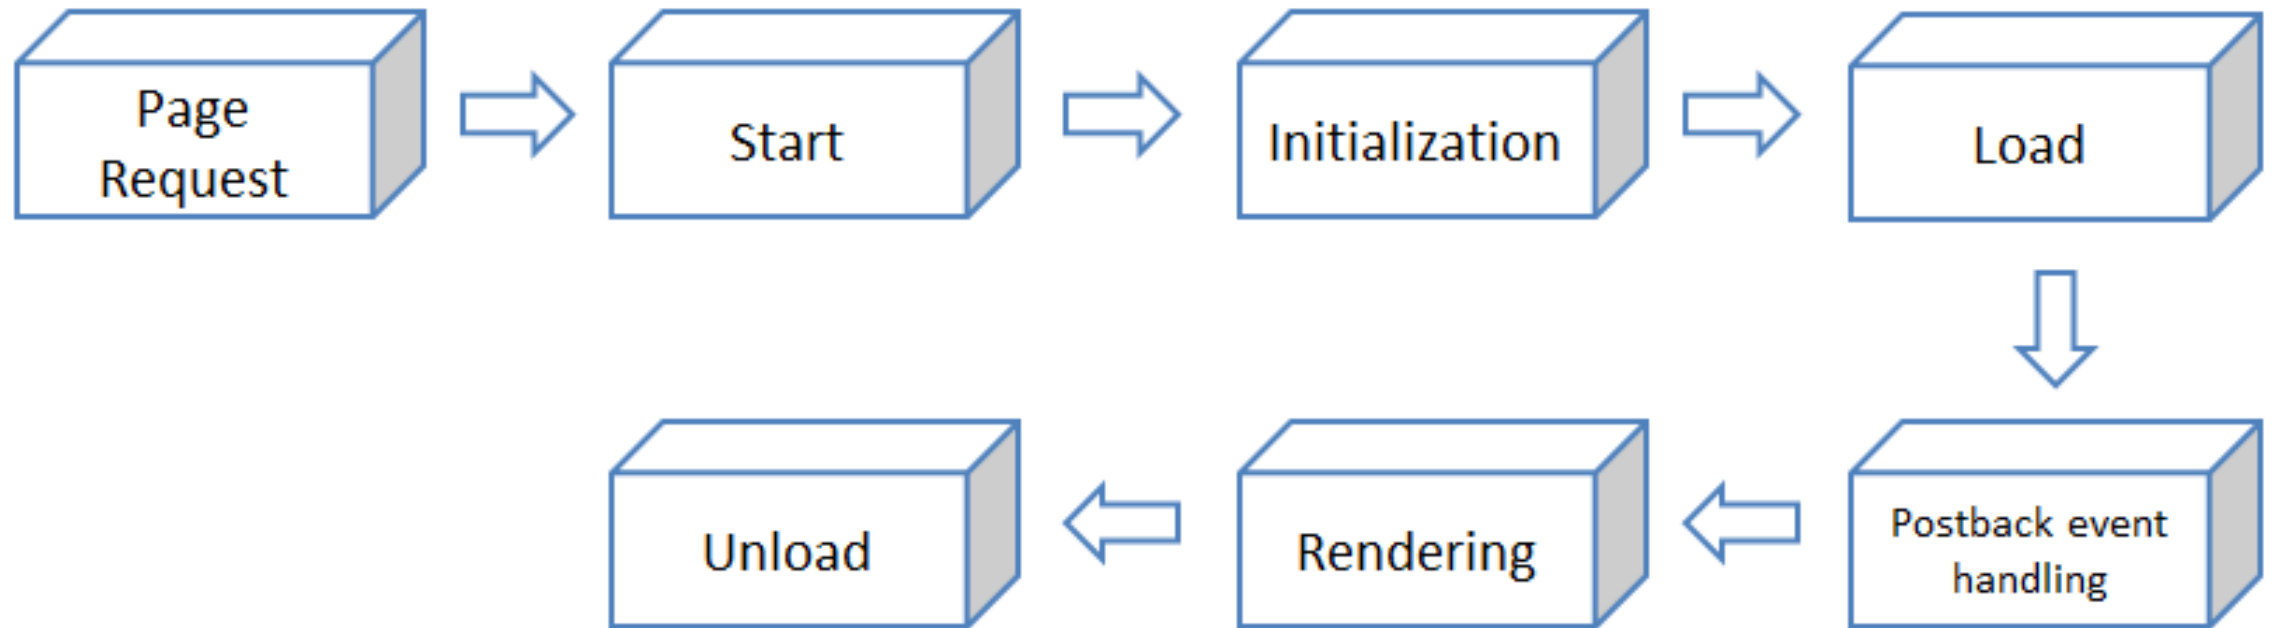 Page
Request
Start
Initialization
Load
Postback event
handling
Rendering
Unload